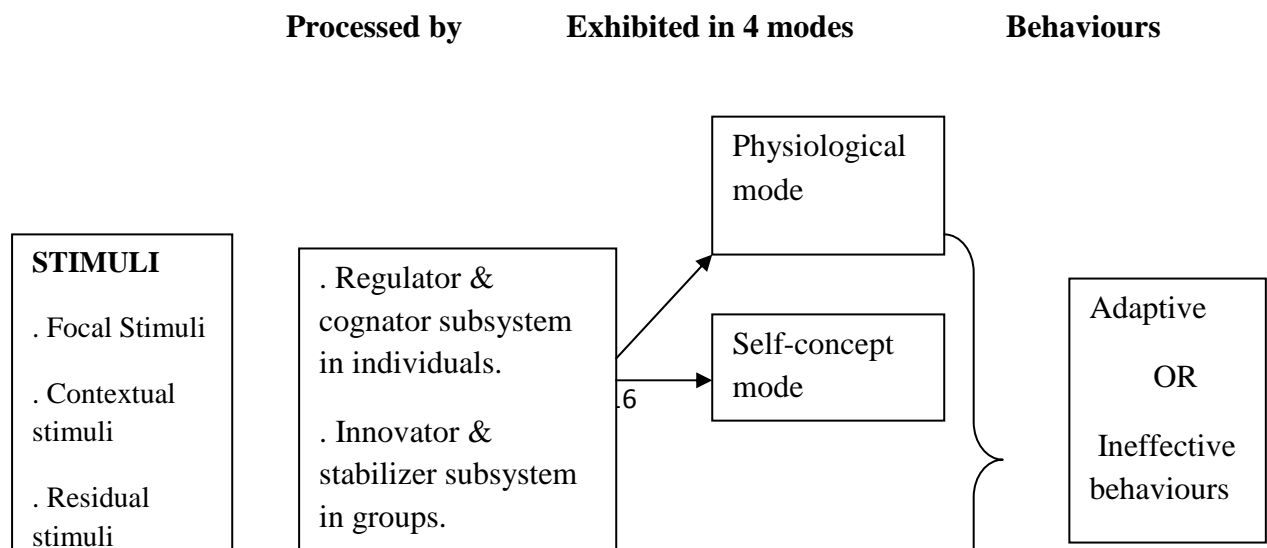 Processed by Exhibited in 4 modes Behaviours
STIMULI
. Focal Stimuli
. Contextual
stimuli
. Residual
stimuli
. Regulator &
cognator subsystem
in individuals.
. Innovator &
stabilizer subsystem
in groups.
Physiological
mode
Self-concept
mode
16
Adaptive
OR
Ineffective
behaviours